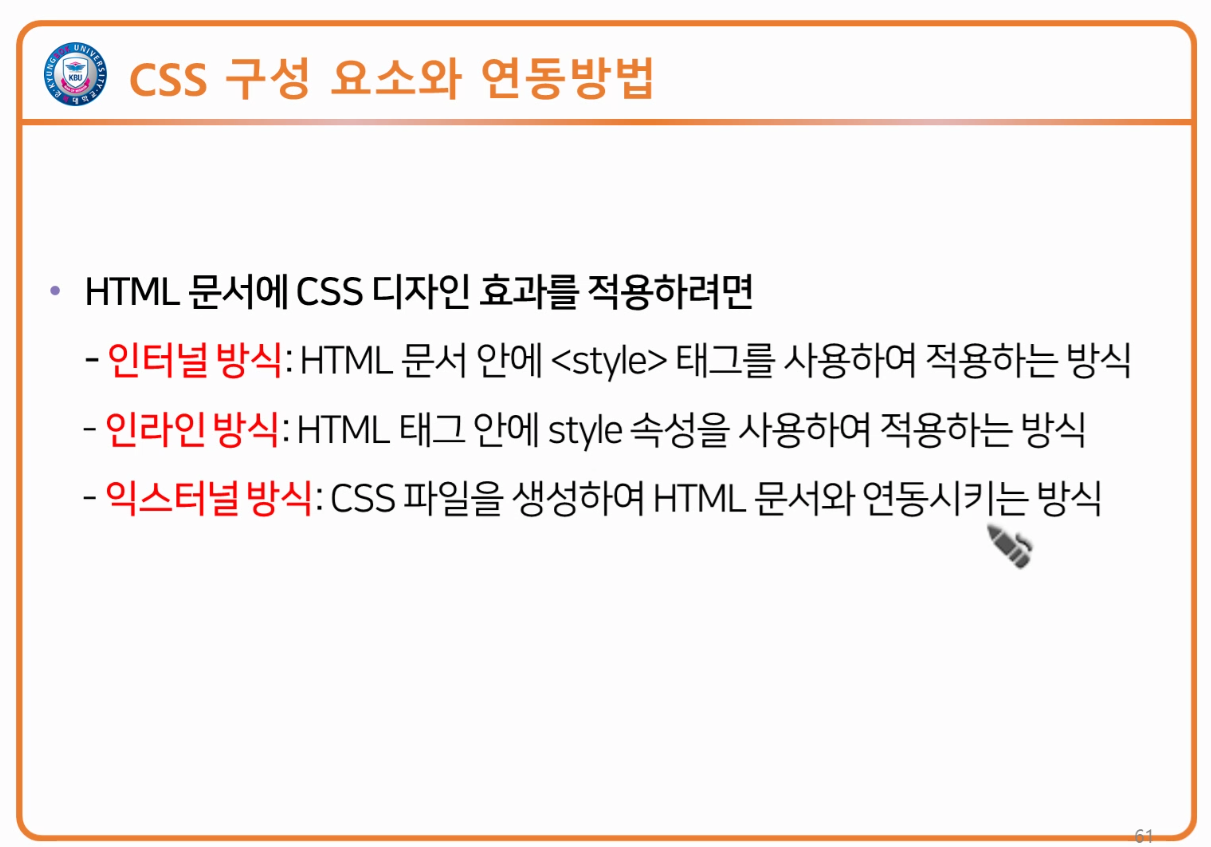 CSS 구성 요소와 연동방법
KBU
• HTML 문서에 CSS 디자인 효과를 적용하려면
- 인터널 방식: HTML 문서 안에 <style> 태그를 사용하여 적용하는 방식
- 인라인 방식: HTML 태그 안에 style 속성을 사용하여 적용하는 방식
- 익스터널 방식: CSS 파일을 생성하여 HTML 문서와 연동시키는 방식
61